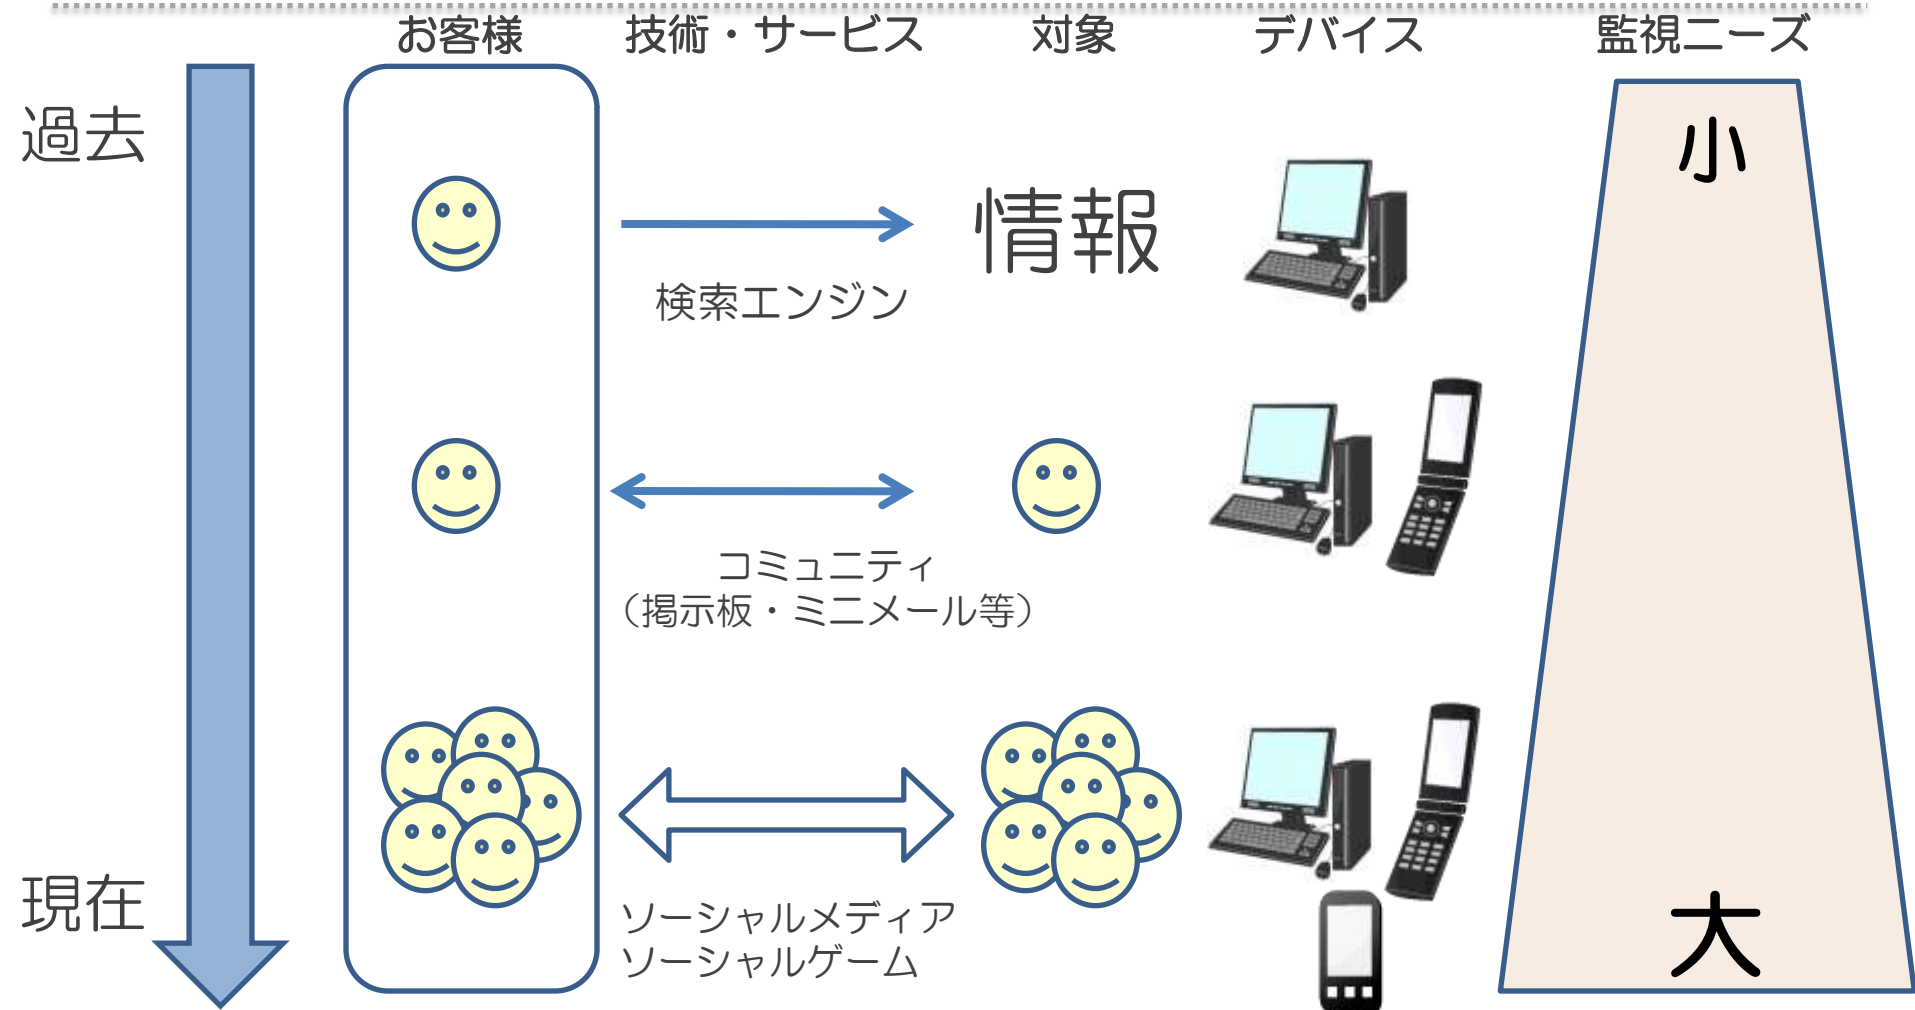 お客様 技術・サービス 対象 デバイス 監視ニーズ
過去
小
情報
検索エンジン
コミュニティ
（掲示板・ミニメール等）
現在
ソーシャルメディア
ソーシャルゲーム
大